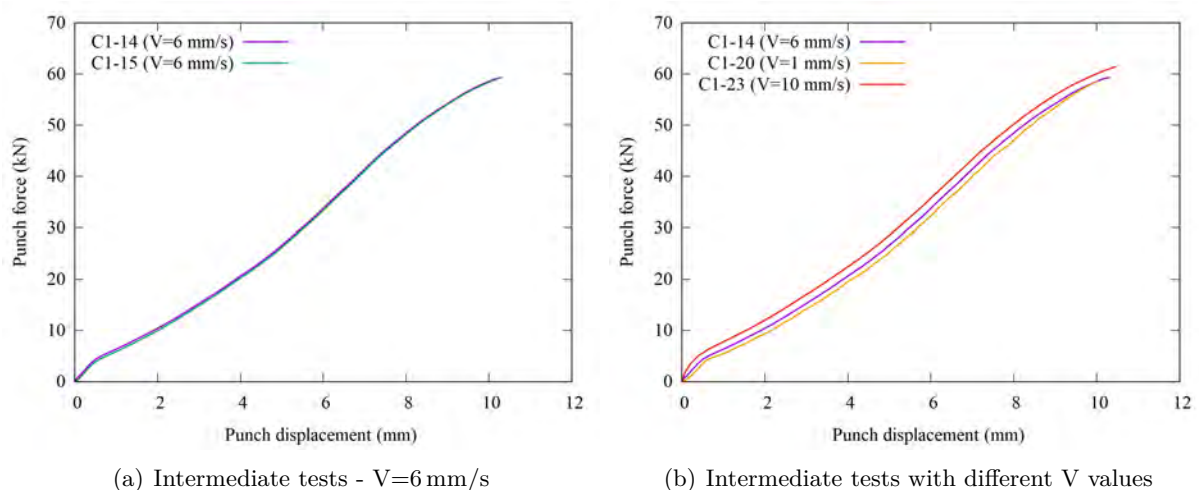 70
60
50
40
30
20
10
0
Punch force (kN)
C1-14 (V=6 mm/s)
C1-15 (V=6 mm/s)
0 2 4 6 8 10 12
Punch displacement (mm)
(a) Intermediate tests - V=6 mm/s
70
60
50
40
30
20
10
0
Punch force (kN)
C1-14 (V=6 mm/s)
C1-20 (V=1 mm/s)
C1-23 (V=10 mm/s)
0 2 4 6 8 10 12
Punch displacement (mm)
(b) Intermediate tests with different V values